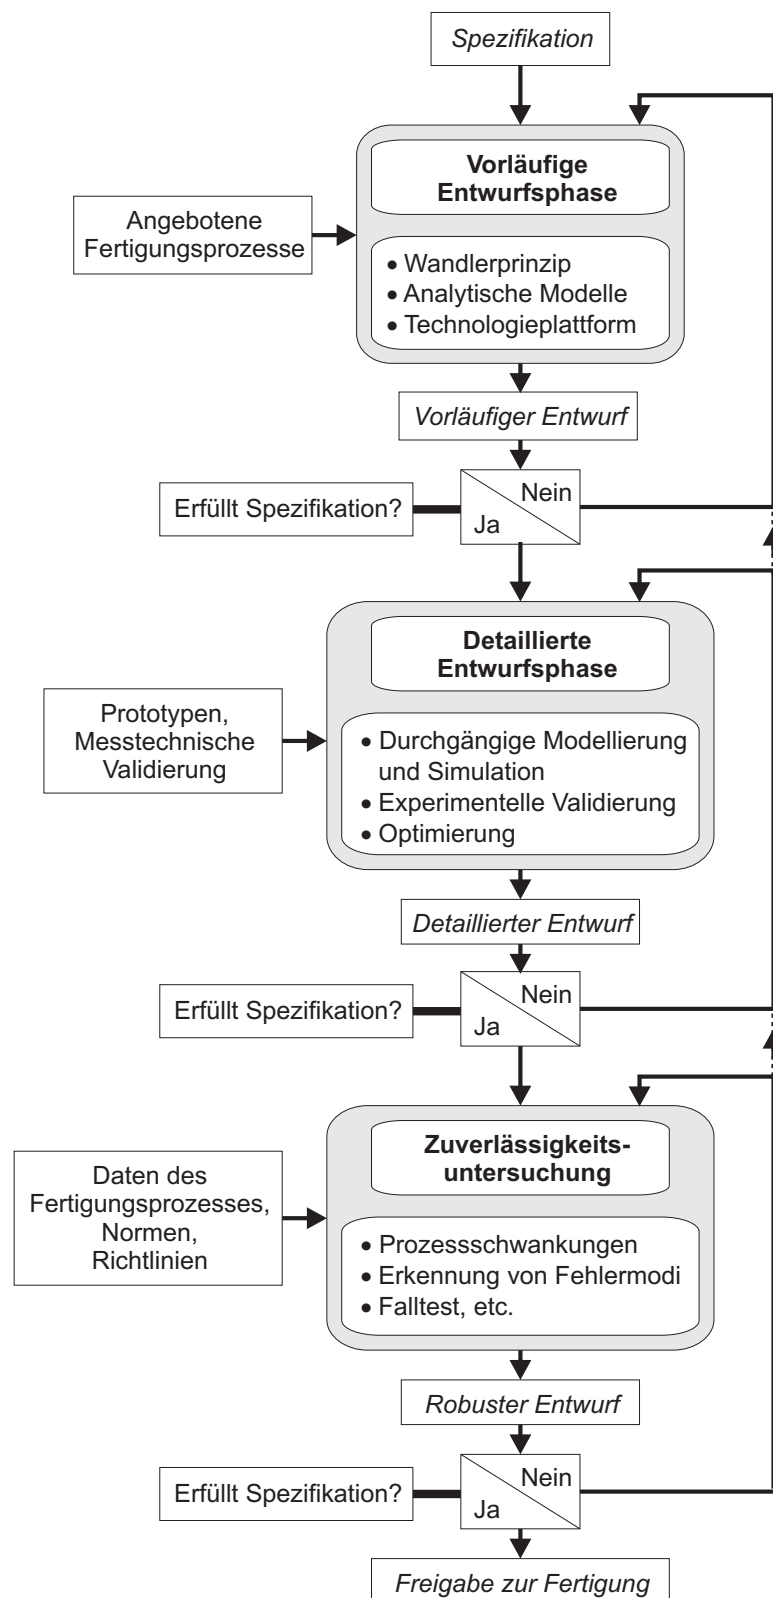 Spezifikation
Vorläufige
Entwurfsphase
Angebotene
Fertigungsprozesse
• Wandlerprinzip
• Analytische Modelle
• Technologieplattform
Vorläufiger Entwurf
Erfüllt Spezifikation?
Nein
Ja
Detaillierte
Entwurfsphase
Prototypen,
Messtechnische
Validierung
• Durchgängige Modellierung
und Simulation
• Experimentelle Validierung
• Optimierung
Detaillierter Entwurf
Erfüllt Spezifikation?
Nein
Ja
Zuverlässigkeits-
untersuchung
Daten des
Fertigungsprozesses,
Normen,
Richtlinien
• Prozessschwankungen
• Erkennung von Fehlermodi
• Falltest, etc.
Robuster Entwurf
Erfüllt Spezifikation?
Nein
Ja
Freigabe zur Fertigung